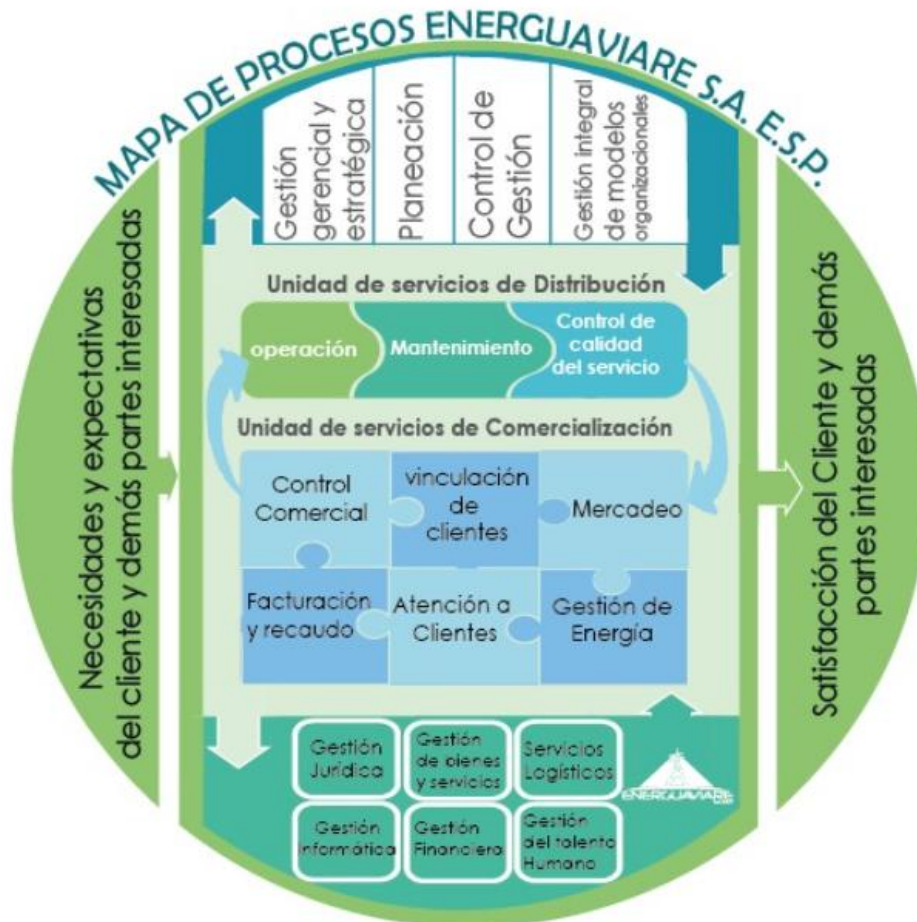 MAPA DE PROCESOS ENERGUAVIARE S.A. E.S.P.
Necesidades y expectativas
del cliente y demás partes interesadas
Gestión
gerencial y
estratégica
Planeación
Control de
Gestión
Gestión integral
de modelos
organizacionales
Unidad de servicios de Distribución
operación
Mantenimiento
Control de
calidad
del servicio
Unidad de servicios de Comercialización
Control
Comercial
vinculación
de
clientes
Mercadeo
Facturación
y recaudo
Atención a
Clientes
Gestión de
Energía
Gestión
Jurídica
Gestión
de bienes
y servicios
Servicios
Logísticos
Gestión
Informática
Gestión
Financiera
Gestión
del talento
Humano
ENERGUAVIARE
Satisfacción del Cliente y demás
partes interesadas